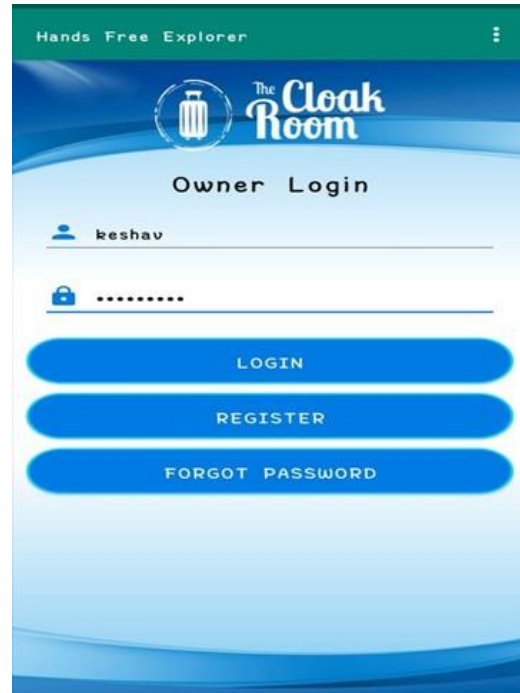 Hands Free Explorer
The Cloak
Room
Owner Login
keshav
•••••••••
LOGIN
REGISTER
FORGOT PASSWORD